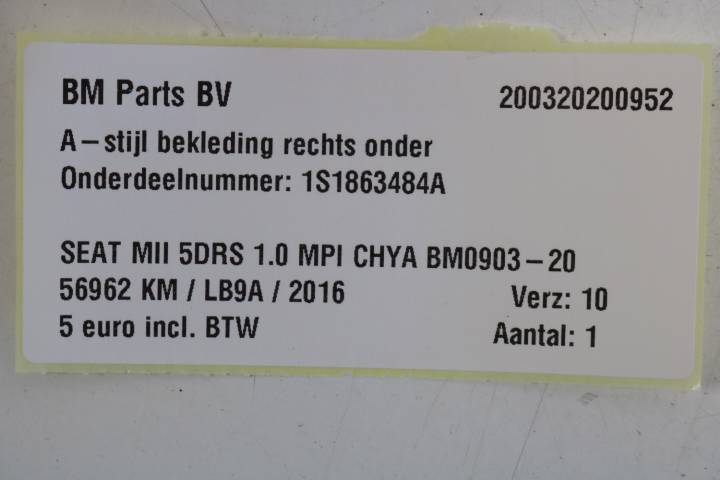 BM Parts BV 200320200952
A-stijl bekleding rechts onder
Onderdeelnummer: 1S1863484A
SEAT MII 5DRS 1.0 MPI CHYA BM0903-20
56962 KM / LB9A / 2016 Verz: 10
5 euro incl. BTW Aantal: 1